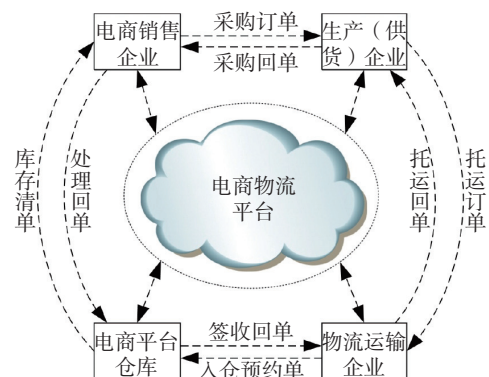 电商销售
企业
采购订单
采购回单
生产（供
货）企业
库存清单
处理回单
电商物流
平台
托运回单
托运订单
电商平台
仓库
签收回单
入仓预约单
物流运输
企业